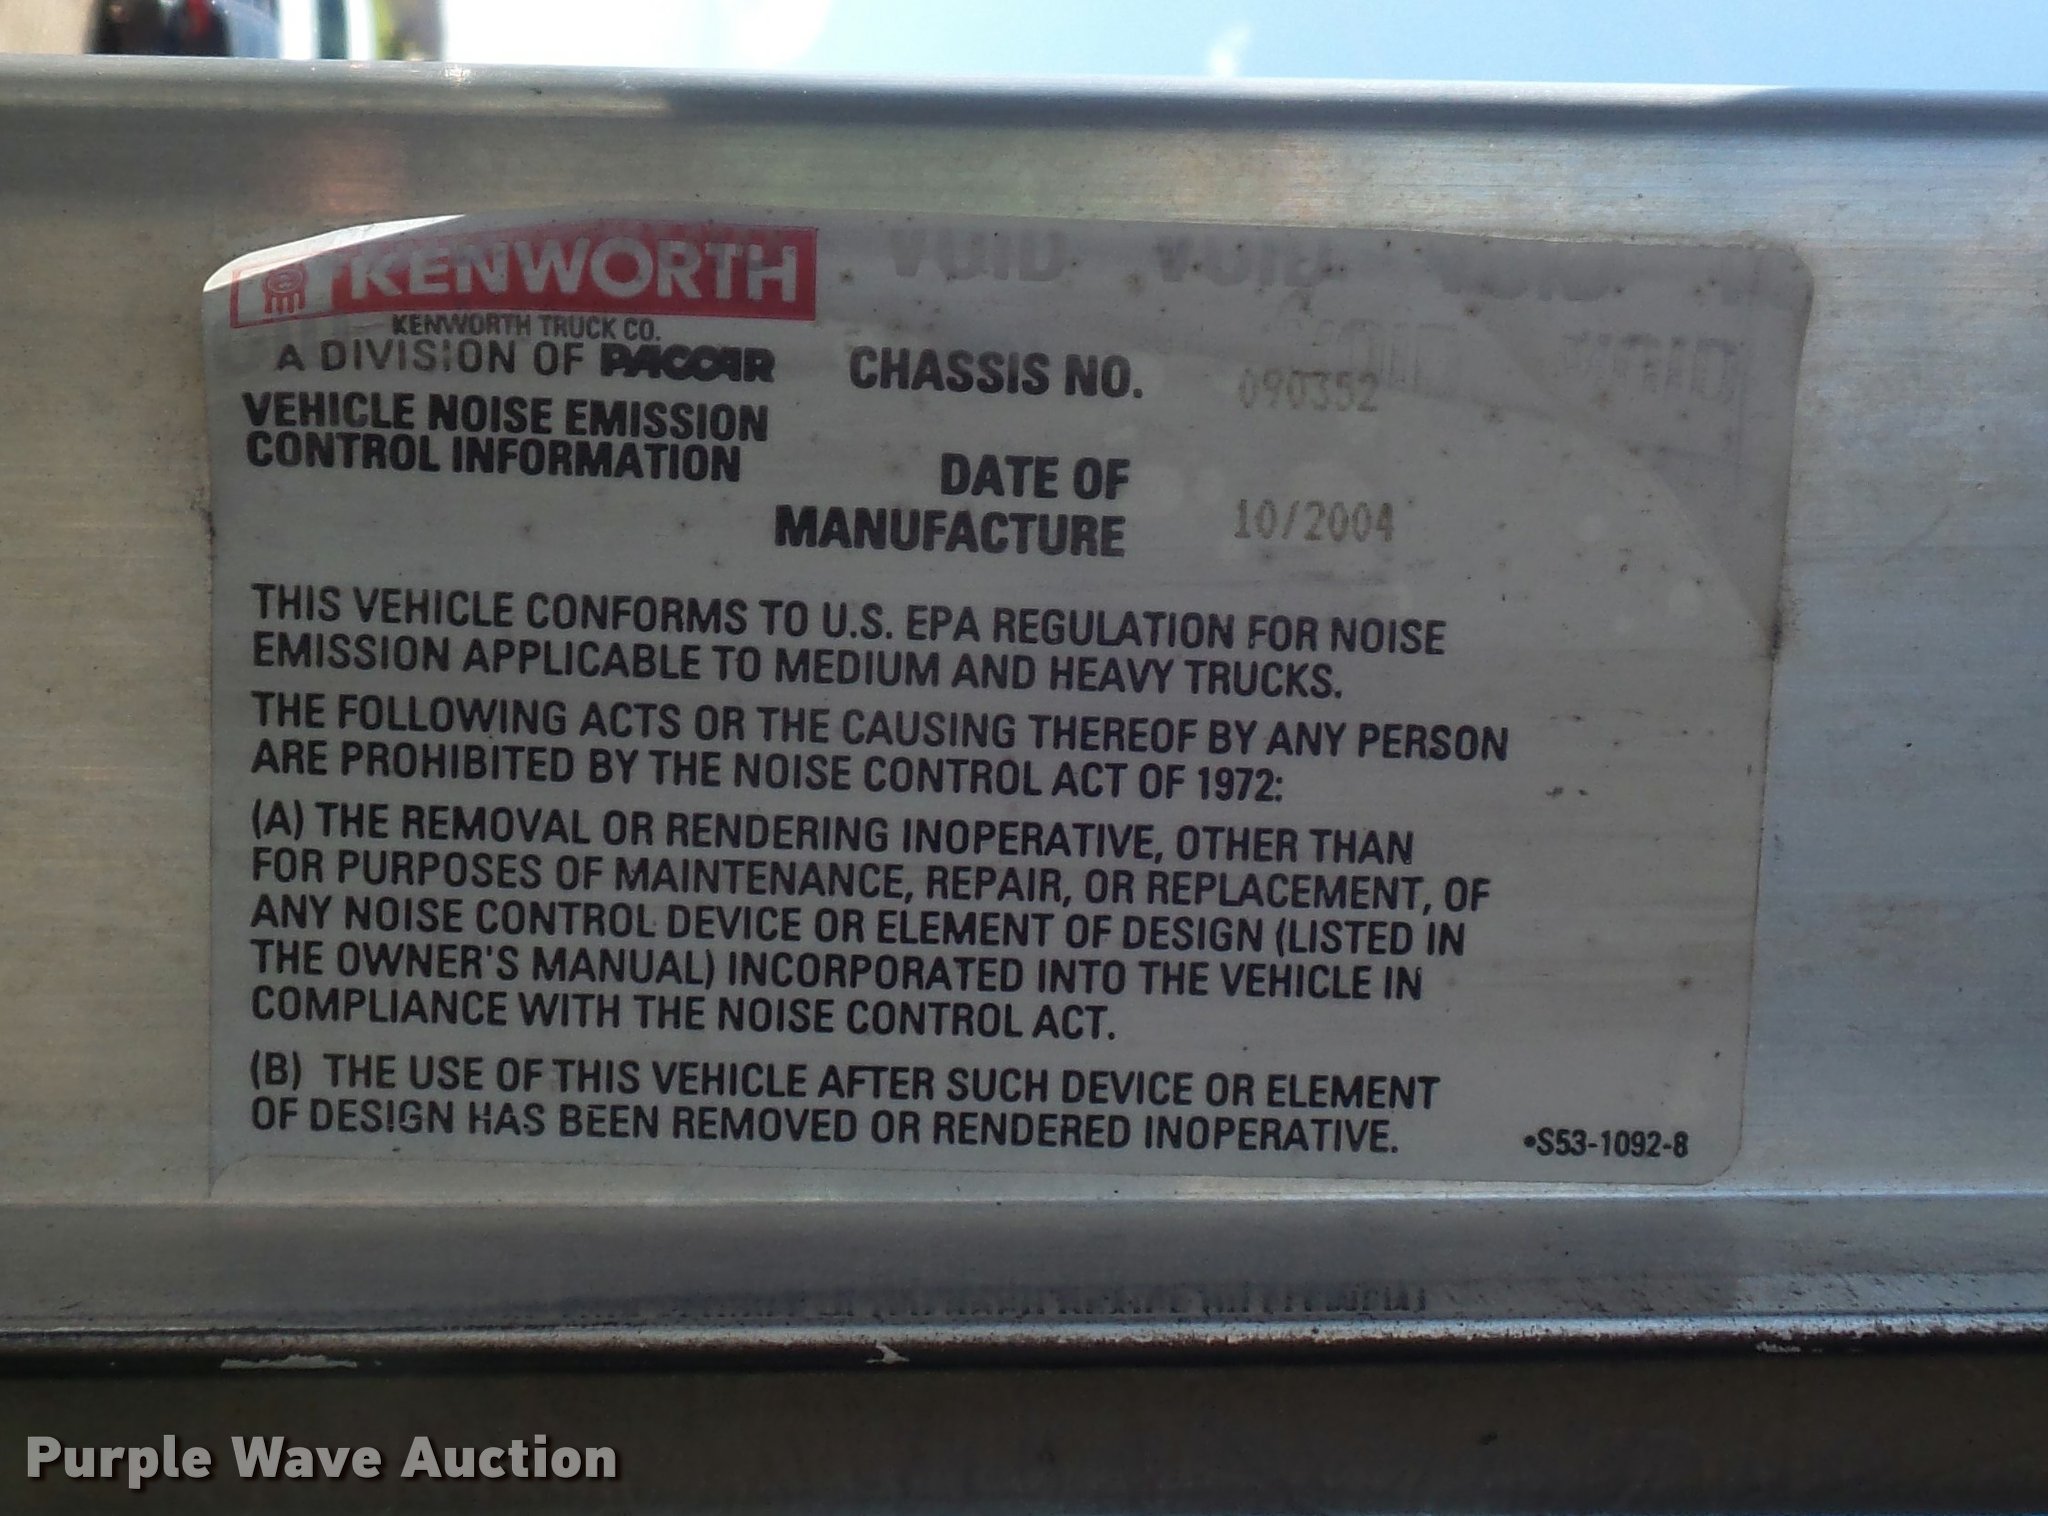 KENWORTH
VOID VOID
KENWORTH TRUCK CO.
A DIVISION OF PACCAR
CHASSIS NO. 090352
VEHICLE NOISE EMISSION
CONTROL INFORMATION
DATE OF
MANUFACTURE 10/2004
THIS VEHICLE CONFORMS TO U.S. EPA REGULATION FOR NOISE
EMISSION APPLICABLE TO MEDIUM AND HEAVY TRUCKS.
THE FOLLOWING ACTS OR THE CAUSING THEREOF BY ANY PERSON
ARE PROHIBITED BY THE NOISE CONTROL ACT OF 1972:
(A) THE REMOVAL OR RENDERING INOPERATIVE, OTHER THAN
FOR PURPOSES OF MAINTENANCE, REPAIR, OR REPLACEMENT, OF
ANY NOISE CONTROL DEVICE OR ELEMENT OF DESIGN (LISTED IN
THE OWNER'S MANUAL) INCORPORATED INTO THE VEHICLE IN
COMPLIANCE WITH THE NOISE CONTROL ACT.
(B) THE USE OF THIS VEHICLE AFTER SUCH DEVICE OR ELEMENT
OF DESIGN HAS BEEN REMOVED OR RENDERED INOPERATIVE.
•S53-1092-8
Purple Wave Auction